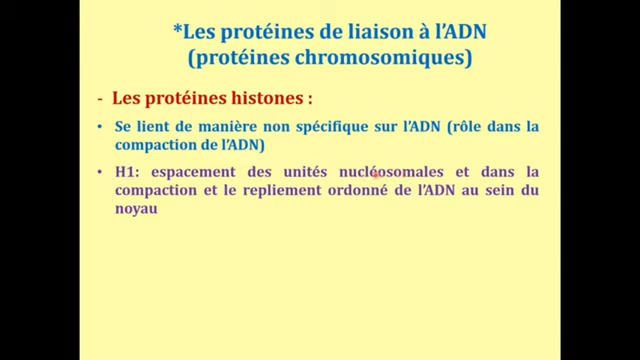 *Les protéines de liaison à l'ADN
(protéines chromosomiques)
- Les protéines histones :
• Se lient de manière non spécifique sur l'ADN (rôle dans la
compaction de l'ADN)
• H1: espacement des unités nucléosomales et dans la
compaction et le repliement ordonné de l'ADN au sein du
noyau